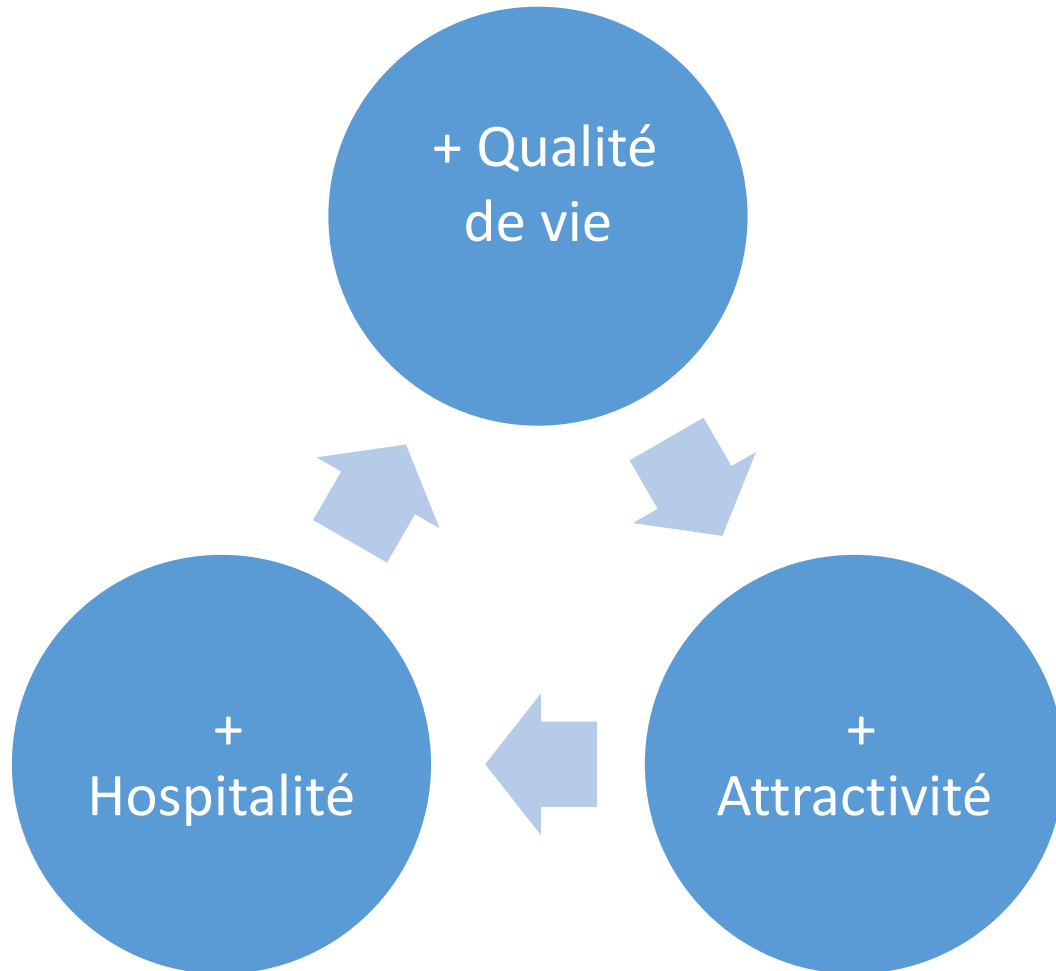 + Qualité
de vie
+
Hospitalité
+
Attractivité